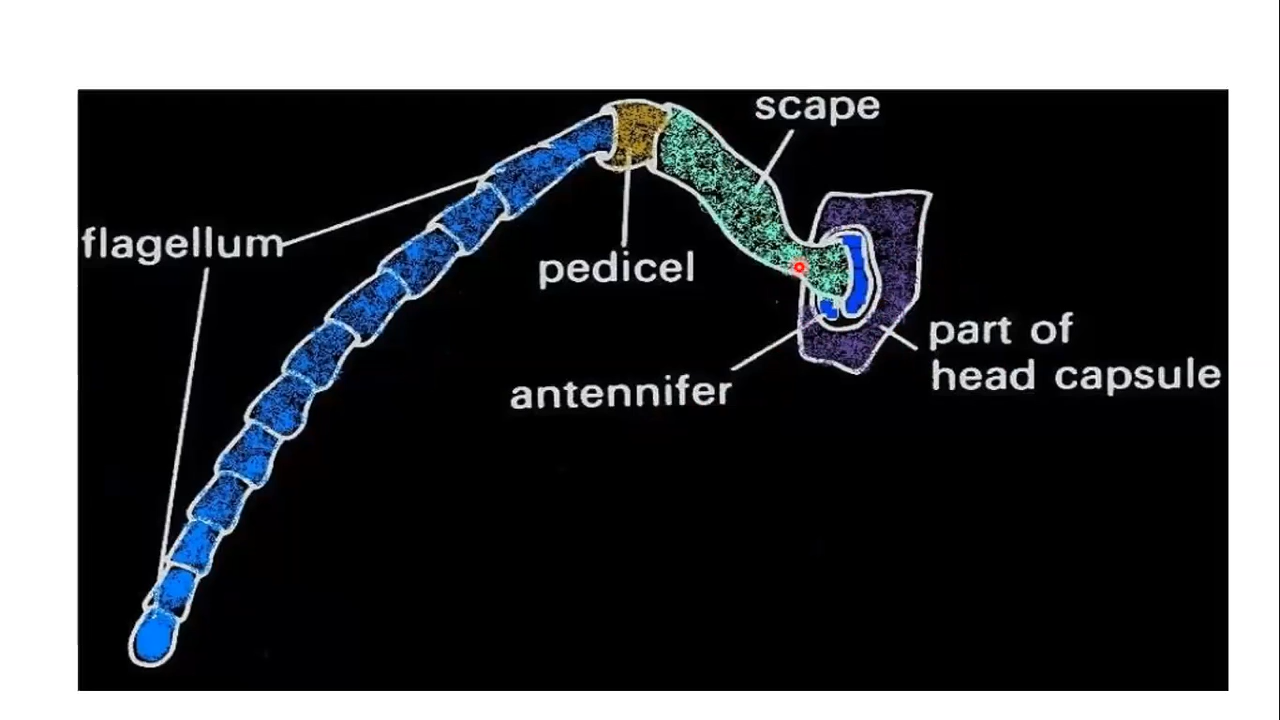 scape
flagellum
pedicel
part of
head capsule
antennifer